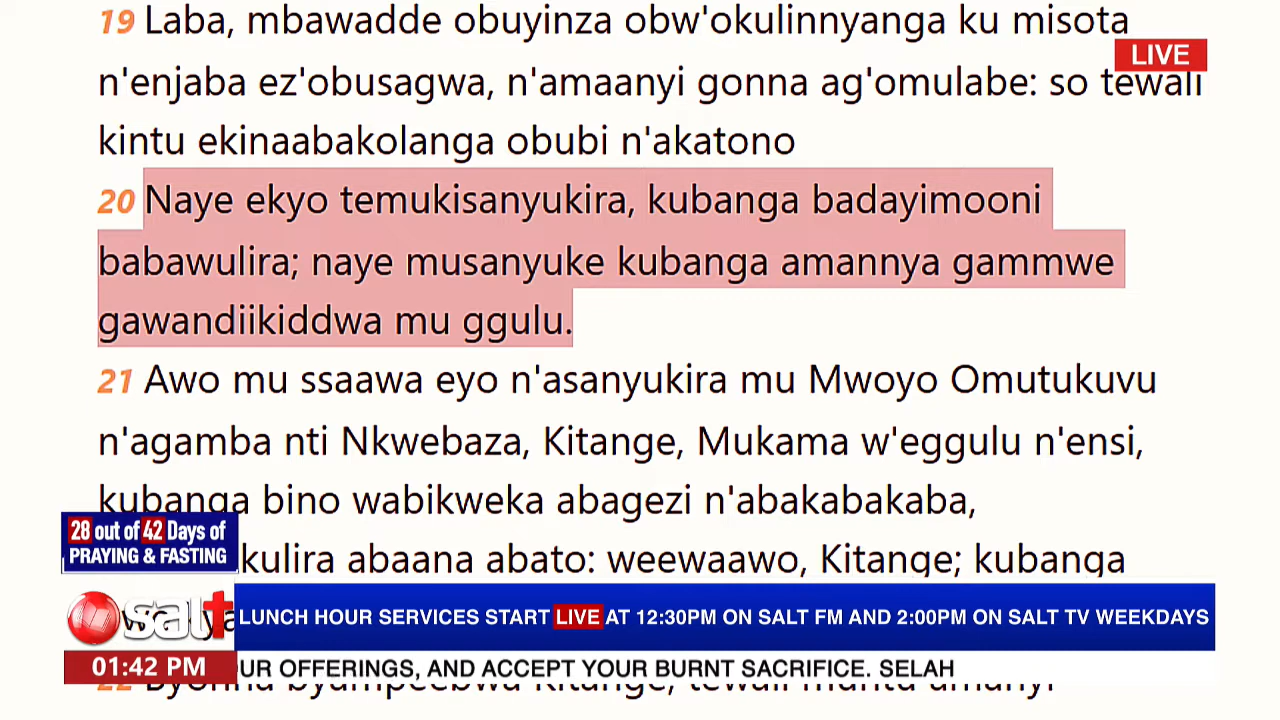 19 Laba, mbawadde obuyinza obw'okulinnyanga ku misota
LIVE
n'enjaba ez'obusagwa, n'amaanyi gonna ag'omulabe: so tewali
kintu ekinaabakolanga obubi n'akatono
20 Naye ekyo temukisanyukira, kubanga badayimooni
babawulira; naye musanyuke kubanga amannya gammwe
gawandiikiddwa mu ggulu.
21 Awo mu ssaawa eyo n'asanyukira mu Mwoyo Omutukuvu
n'agamba nti Nkwebaza, Kitange, Mukama w'eggulu n'ensi,
kubanga bino wabikweka abagezi n'abakabakaba,
28 out of 42 Days of
PRAYING & FASTING
kulira abaana abato: weewaawo, Kitange; kubanga
salt
LUNCH HOUR SERVICES START LIVE AT 12:30PM ON SALT FM AND 2:00PM ON SALT TV WEEKDAYS
01:42 PM
UR OFFERINGS, AND ACCEPT YOUR BURNT SACRIFICE. SELAH